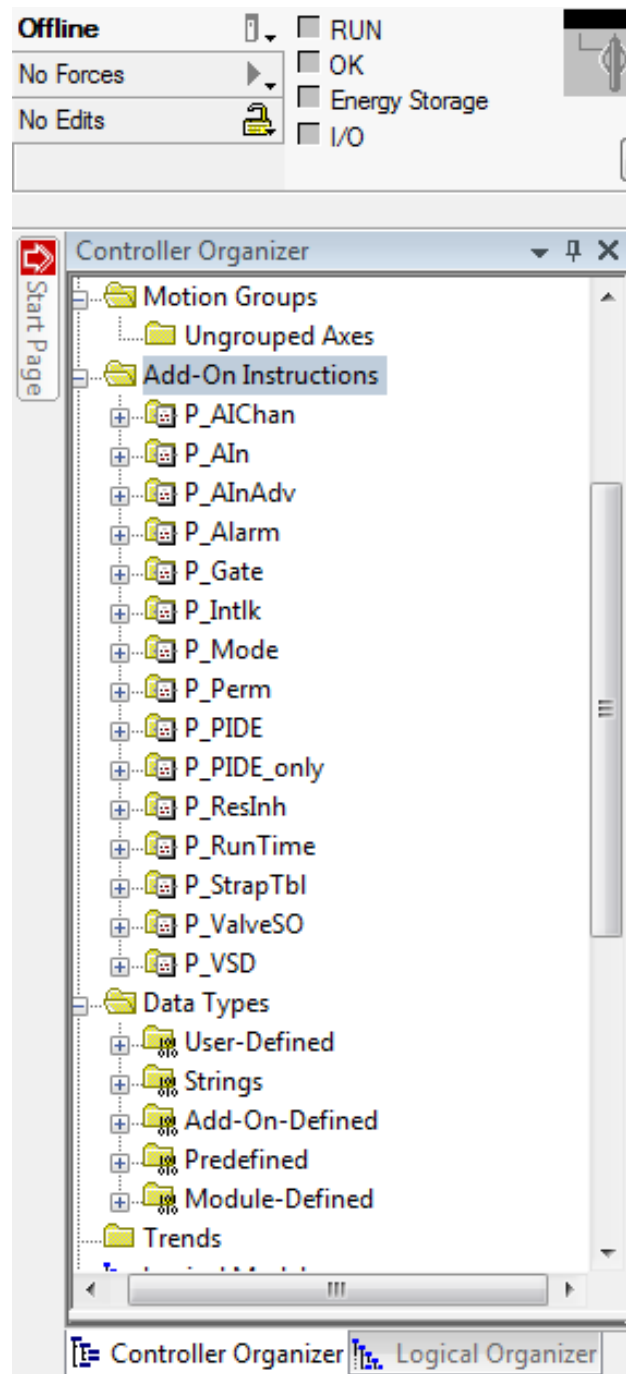 Offline
RUN
No Forces
OK
Energy Storage
No Edits
I/O
Start Page
Controller Organizer
Motion Groups
Ungrouped Axes
Add-On Instructions
P_AIChan
P_AIn
P_AInAdv
P_Alarm
P_Gate
P_Intlk
P_Mode
P_Perm
P_PIDE
P_PIDE_only
P_ResInh
P_RunTime
P_StrapTbl
P_ValveSO
P_VSD
Data Types
User-Defined
Strings
Add-On-Defined
Predefined
Module-Defined
Trends
Controller Organizer
Logical Organizer